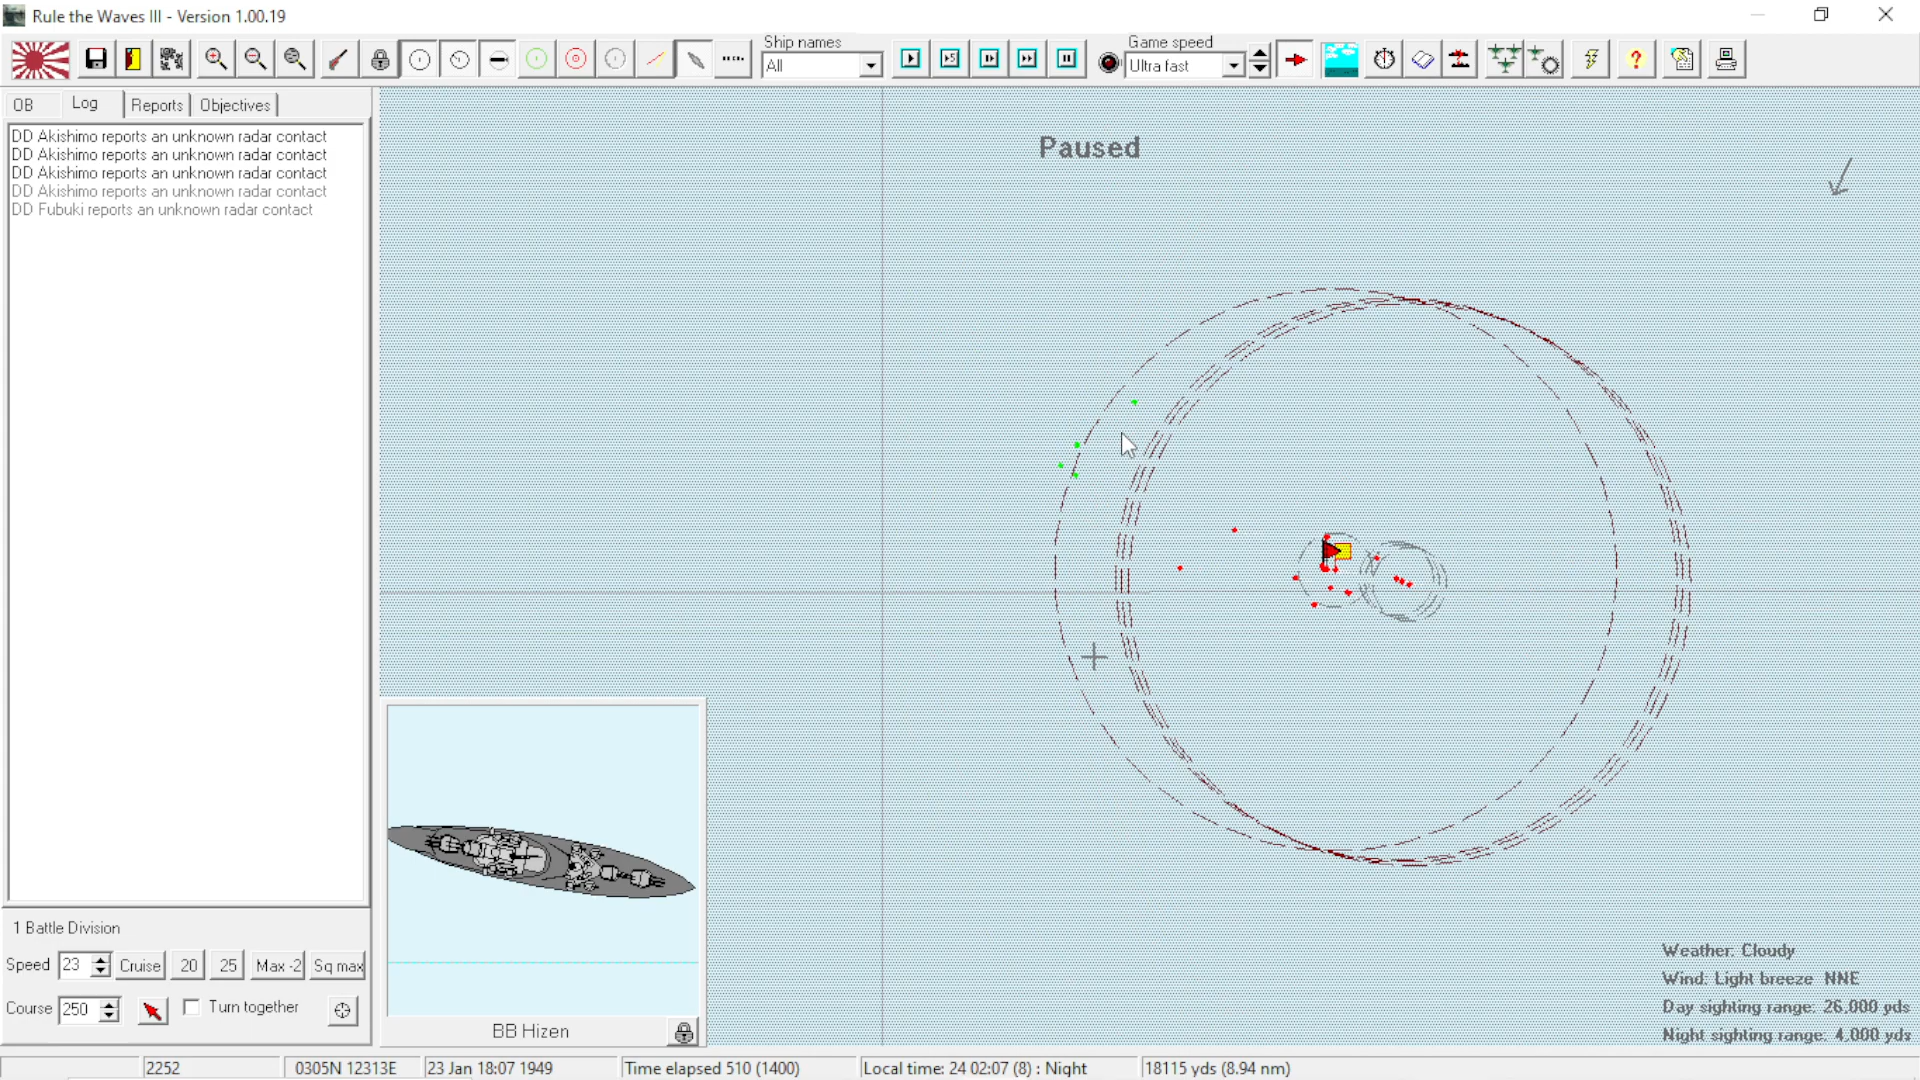 Rule the Waves III - Version 1.00.19
Ship names
All
Game speed
Ultra fast
OB
Log
Reports
Objectives
DD Akishimo reports an unknown radar contact
DD Akishimo reports an unknown radar contact
DD Akishimo reports an unknown radar contact
DD Akishimo reports an unknown radar contact
DD Fubuki reports an unknown radar contact
Paused
1 Battle Division
Speed 23 Cruise 20 25 Max -2 Sq max
Course 250 Turn together
BB Hizen
Weather: Cloudy
Wind: Light breeze NNE
Day sighting range: 26,000 yds
Night sighting range: 4,000 yds
2252 0305N 12313E 23 Jan 18:07 1949 Time elapsed 510 (1400) Local time: 24 02:07 (8) : Night 18115 yds (8.94 nm)